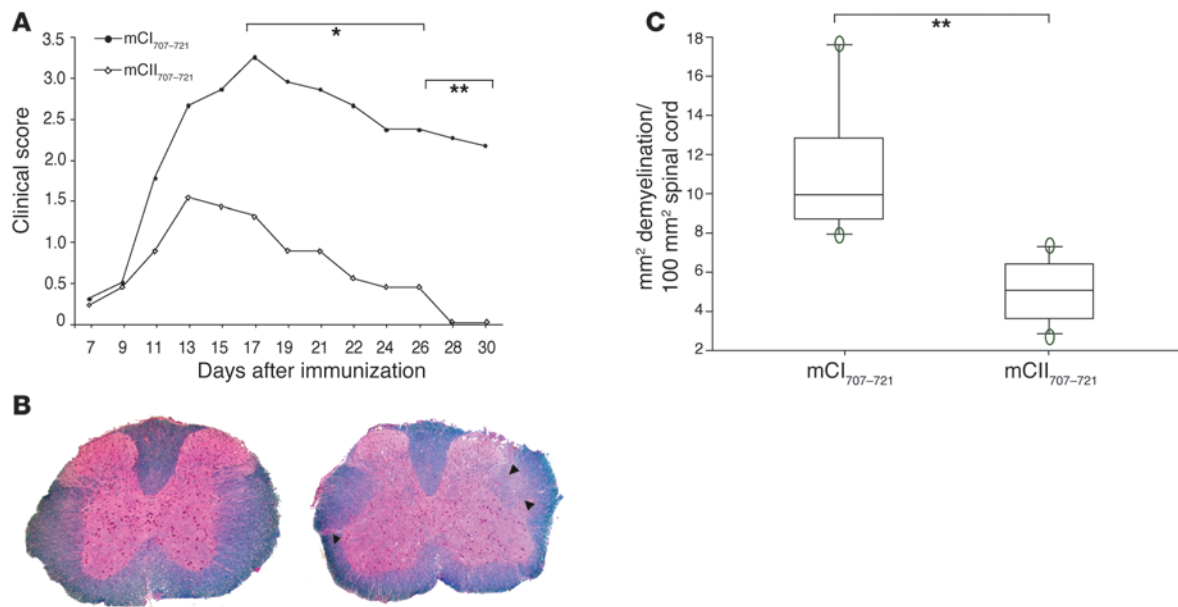 A
mCI707–721
mCII707–721
*
**
Clinical score
3.5
3.0
2.5
2.0
1.5
1.0
0.5
0
7 9 11 13 15 17 19 21 22 24 26 28 30
Days after immunization
B
C
**
mm² demyelination/
100 mm² spinal cord
18
16
14
12
10
8
6
4
2
mCI707–721
mCII707–721